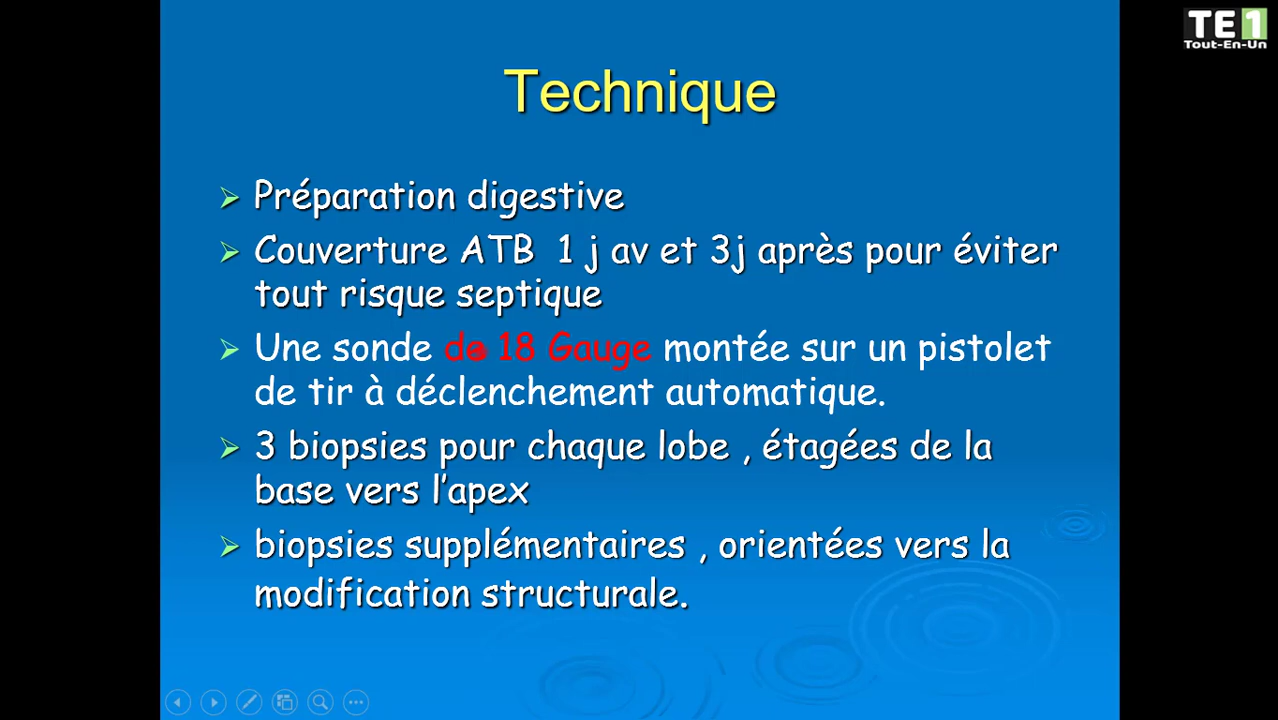 TE1
Tout-En-Un
Technique
Préparation digestive
Couverture ATB 1 j av et 3j après pour éviter
tout risque septique
Une sonde de 18 Gauge montée sur un pistolet
de tir à déclenchement automatique.
3 biopsies pour chaque lobe , étagées de la
base vers l'apex
biopsies supplémentaires , orientées vers la
modification structurale.